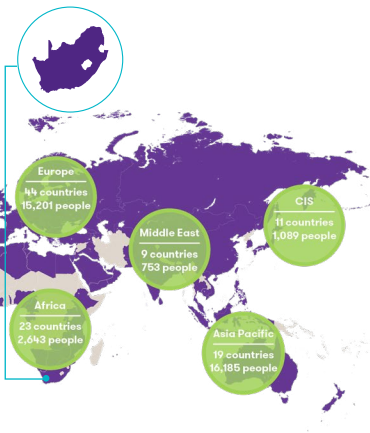 Europe
44 countries
15,201 people
CIS
11 countries
1,089 people
Middle East
9 countries
753 people
Africa
23 countries
2,643 people
Asia Pacific
19 countries
16,185 people